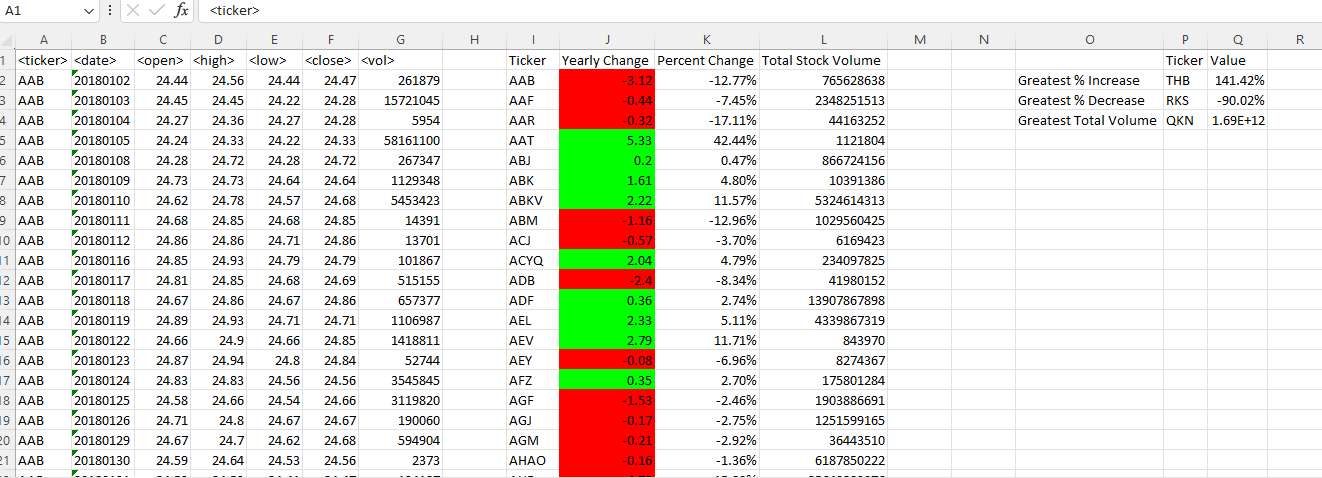 A1 fx <ticker>
A B C D E F G H I J K L M N O P Q R
1 <ticker> <date> <open> <high> <low> <close> <vol> Ticker Yearly Change Percent Change Total Stock Volume Ticker Value
2 AAB 20180102 24.44 24.56 24.44 24.47 261879 AAB -3.12 -12.77% 765628638 Greatest % Increase THB 141.42%
3 AAB 20180103 24.45 24.45 24.22 24.28 15721045 AAF -0.44 -7.45% 2348251513 Greatest % Decrease RKS -90.02%
4 AAB 20180104 24.27 24.36 24.27 24.28 5954 AAR -0.32 -17.11% 44163252 Greatest Total Volume QKN 1.69E+12
5 AAB 20180105 24.24 24.33 24.22 24.33 58161100 AAT 5.33 42.44% 1121804
6 AAB 20180108 24.28 24.72 24.28 24.72 267347 ABJ 0.2 0.47% 866724156
7 AAB 20180109 24.73 24.73 24.64 24.64 1129348 ABK 1.61 4.80% 10391386
8 AAB 20180110 24.62 24.78 24.57 24.68 5453423 ABKV 2.22 11.57% 5324614313
9 AAB 20180111 24.68 24.85 24.68 24.85 14391 ABM -1.16 -12.96% 1029560425
10 AAB 20180112 24.86 24.86 24.71 24.86 13701 ACJ -0.57 -3.70% 6169423
11 AAB 20180116 24.85 24.93 24.79 24.79 101867 ACYQ 2.04 4.79% 234097825
12 AAB 20180117 24.81 24.85 24.68 24.69 515155 ADB -2.4 -8.34% 41980152
13 AAB 20180118 24.67 24.86 24.67 24.86 657377 ADF 0.36 2.74% 13907867898
14 AAB 20180119 24.89 24.93 24.71 24.71 1106987 AEL 2.33 5.11% 4339867319
15 AAB 20180122 24.66 24.9 24.66 24.85 1418811 AEV 2.79 11.71% 843970
16 AAB 20180123 24.87 24.94 24.8 24.84 52744 AEY -0.08 -6.96% 8274367
17 AAB 20180124 24.83 24.83 24.56 24.56 3545845 AFZ 0.35 2.70% 175801284
18 AAB 20180125 24.58 24.66 24.54 24.66 3119820 AGF -1.53 -2.46% 1903886691
19 AAB 20180126 24.71 24.8 24.67 24.67 190060 AGJ -0.17 -2.75% 1251599165
20 AAB 20180129 24.67 24.7 24.62 24.68 594904 AGM -0.21 -2.92% 36443510
21 AAB 20180130 24.59 24.64 24.53 24.56 2373 AHAO -0.16 -1.36% 6187850222